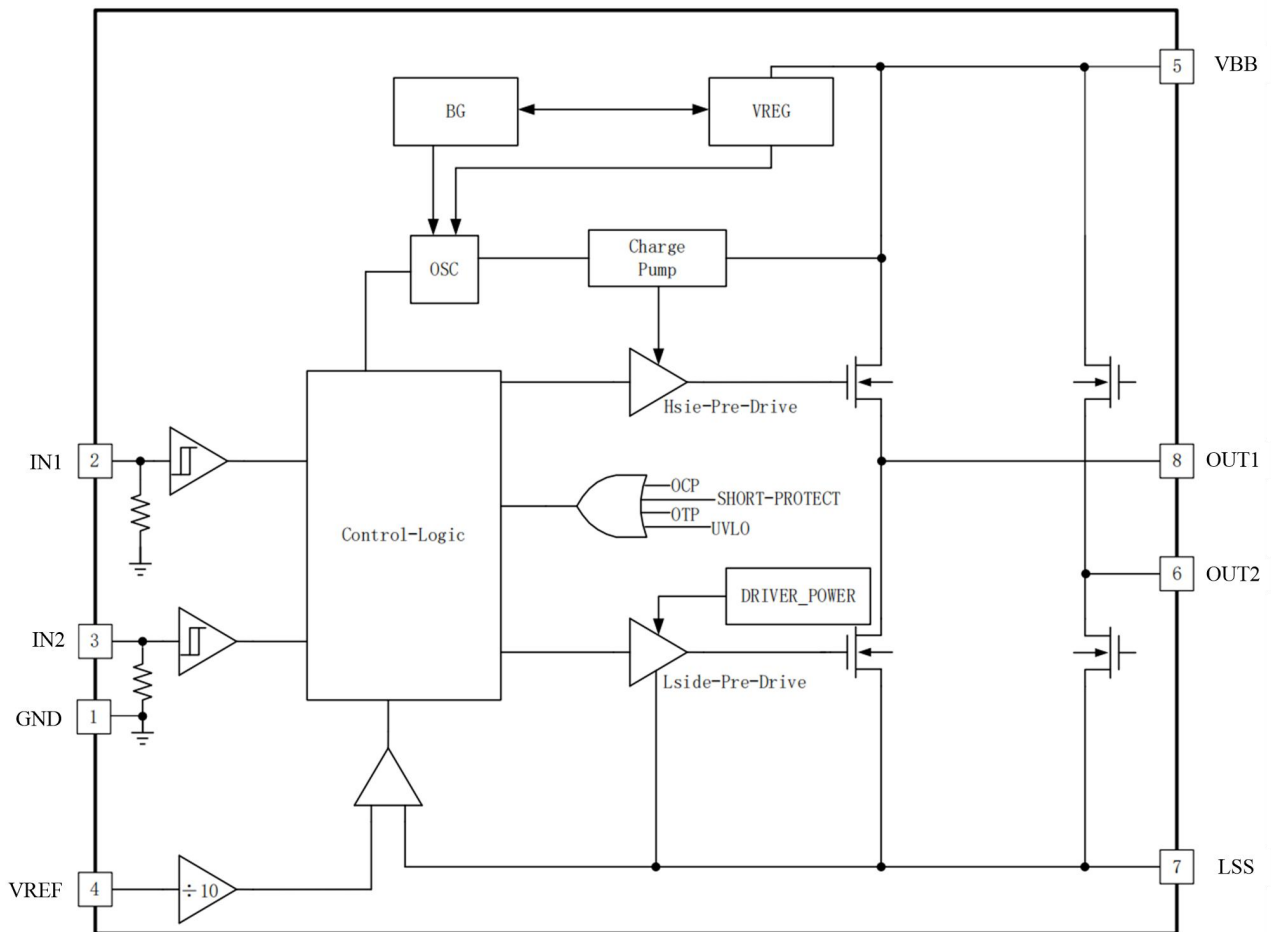 5 VBB
BG
VREG
OSC
Charge
Pump
Hsie-Pre-Drive
IN1 2
8 OUT1
OCP
SHORT-PROTECT
OTP
UVLO
Control-Logic
6 OUT2
DRIVER_POWER
IN2 3
Lside-Pre-Drive
GND 1
7 LSS
VREF 4
÷10